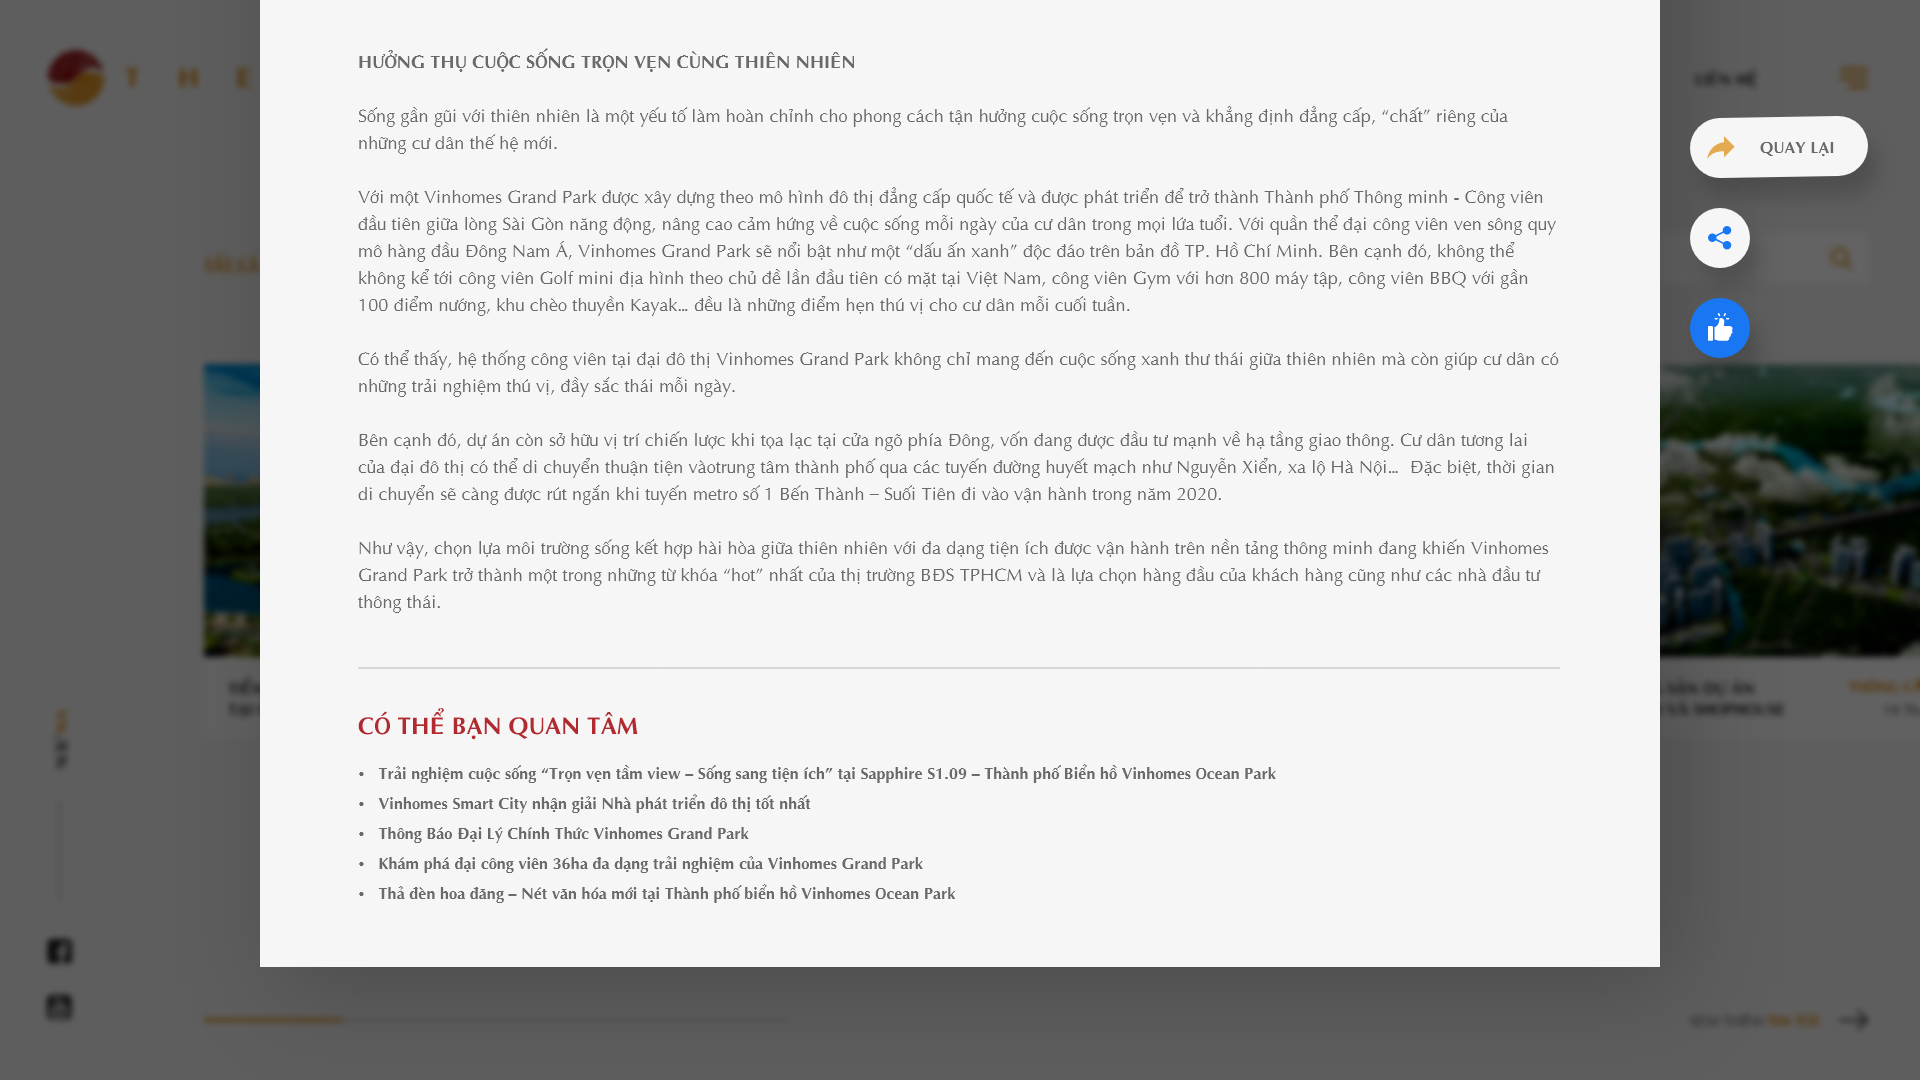 HƯỞNG THỤ CUỘC SỐNG TRỌN VẸN CÙNG THIÊN NHIÊN
Sống gần gũi với thiên nhiên là một yếu tố làm hoàn chỉnh cho phong cách tận hưởng cuộc sống trọn vẹn và khẳng định đẳng cấp, “chất” riêng của
những cư dân thế hệ mới.
Với một Vinhomes Grand Park được xây dựng theo mô hình đô thị đẳng cấp quốc tế và được phát triển để trở thành Thành phố Thông minh - Công viên
đầu tiên giữa lòng Sài Gòn năng động, nâng cao cảm hứng về cuộc sống mỗi ngày của cư dân trong mọi lứa tuổi. Với quần thể đại công viên ven sông quy
mô hàng đầu Đông Nam Á, Vinhomes Grand Park sẽ nổi bật như một “dấu ấn xanh” độc đáo trên bản đồ TP. Hồ Chí Minh. Bên cạnh đó, không thể
không kể tới công viên Golf mini địa hình theo chủ đề lần đầu tiên có mặt tại Việt Nam, công viên Gym với hơn 800 máy tập, công viên BBQ với gần
100 điểm nướng, khu chèo thuyền Kayak… đều là những điểm hẹn thú vị cho cư dân mỗi cuối tuần.
Có thể thấy, hệ thống công viên tại đại đô thị Vinhomes Grand Park không chỉ mang đến cuộc sống xanh thư thái giữa thiên nhiên mà còn giúp cư dân có
những trải nghiệm thú vị, đầy sắc thái mỗi ngày.
Bên cạnh đó, dự án còn sở hữu vị trí chiến lược khi tọa lạc tại cửa ngõ phía Đông, vốn đang được đầu tư mạnh về hạ tầng giao thông. Cư dân tương lai
của đại đô thị có thể di chuyển thuận tiện vàotrung tâm thành phố qua các tuyến đường huyết mạch như Nguyễn Xiển, xa lộ Hà Nội… Đặc biệt, thời gian
di chuyển sẽ càng được rút ngắn khi tuyến metro số 1 Bến Thành – Suối Tiên đi vào vận hành trong năm 2020.
Như vậy, chọn lựa môi trường sống kết hợp hài hòa giữa thiên nhiên với đa dạng tiện ích được vận hành trên nền tảng thông minh đang khiến Vinhomes
Grand Park trở thành một trong những từ khóa “hot” nhất của thị trường BĐS TPHCM và là lựa chọn hàng đầu của khách hàng cũng như các nhà đầu tư
thông thái.
CÓ THỂ BẠN QUAN TÂM
• Trải nghiệm cuộc sống “Trọn vẹn tầm view – Sống sang tiện ích” tại Sapphire S1.09 – Thành phố Biển hồ Vinhomes Ocean Park
• Vinhomes Smart City nhận giải Nhà phát triển đô thị tốt nhất
• Thông Báo Đại Lý Chính Thức Vinhomes Grand Park
• Khám phá đại công viên 36ha đa dạng trải nghiệm của Vinhomes Grand Park
• Thả đèn hoa đăng – Nét văn hóa mới tại Thành phố biển hồ Vinhomes Ocean Park
THE
LIÊN HỆ
QUAY LẠI